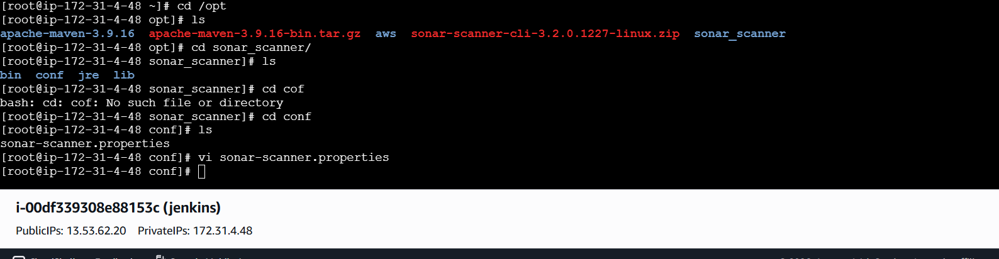 [root@ip-172-31-4-48 ~]# cd /opt
[root@ip-172-31-4-48 opt]# ls
apache-maven-3.9.16  apache-maven-3.9.16-bin.tar.gz  aws  sonar-scanner-cli-3.2.0.1227-linux.zip  sonar_scanner
[root@ip-172-31-4-48 opt]# cd sonar_scanner/
[root@ip-172-31-4-48 sonar_scanner]# ls
bin  conf  jre  lib
[root@ip-172-31-4-48 sonar_scanner]# cd cof
bash: cd: cof: No such file or directory
[root@ip-172-31-4-48 sonar_scanner]# cd conf
[root@ip-172-31-4-48 conf]# ls
sonar-scanner.properties
[root@ip-172-31-4-48 conf]# vi sonar-scanner.properties
[root@ip-172-31-4-48 conf]#
i-00df339308e88153c (jenkins)
PublicIPs: 13.53.62.20  PrivateIPs: 172.31.4.48